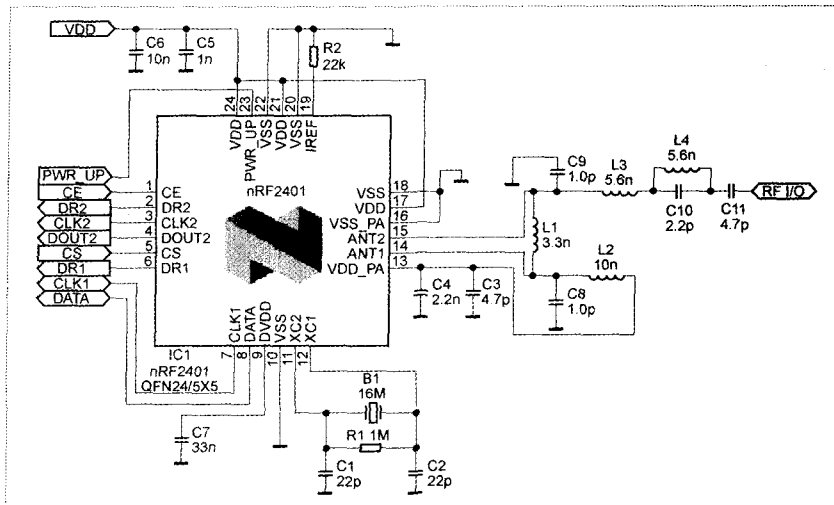 VDD
C6
10n
C5
1n
R2
22k
24
23
22
21
20
19
VDD
PWR_UP
VSS
VDD
VSS
IREF
nRF2401
PWR_UP
CE
DR2
CLK2
DOUT2
CS
DR1
CLK1
DATA
1
2
3
4
5
6
CE
DR2
CLK2
DOUT2
CS
DR1
VSS
VDD
VSS_PA
ANT2
ANT1
VDD_PA
18
17
16
15
14
13
C9
1.0p
L3
5.6n
L4
5.6n
C10
2.2p
C11
4.7p
RF I/O
L1
3.3n
L2
10n
C8
1.0p
C4
2.2n
C3
4.7p
CLK1
DATA
DVDD
VSS
XC2
XC1
7
8
9
10
11
12
IC1
nRF2401
QFN24/5X5
C7
33n
B1
16M
R1 1M
C1
22p
C2
22p